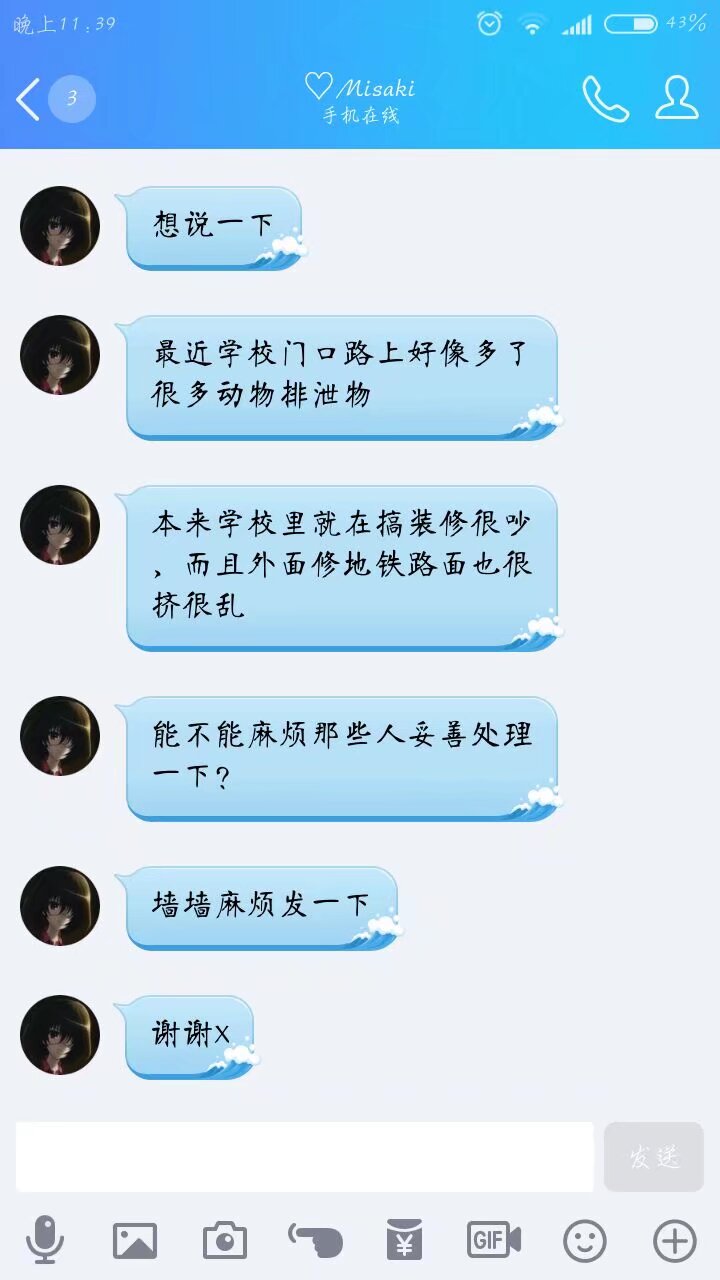 晚上11:39
43%
3
♡Misaki
手机在线
想说一下
最近学校门口路上好像多了
很多动物排泄物
本来学校里就在搞装修很吵
，而且外面修地铁路面也很
挤很乱
能不能麻烦那些人妥善处理
一下?
墙墙麻烦发一下
谢谢x
发送
GIF